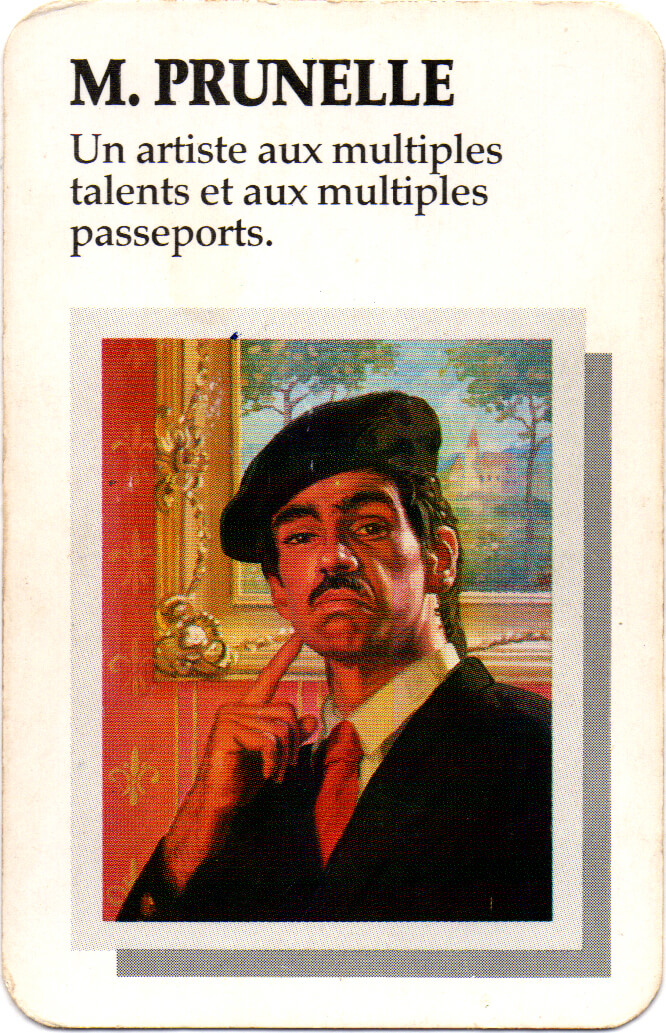 M. PRUNELLE
Un artiste aux multiples
talents et aux multiples
passeports.